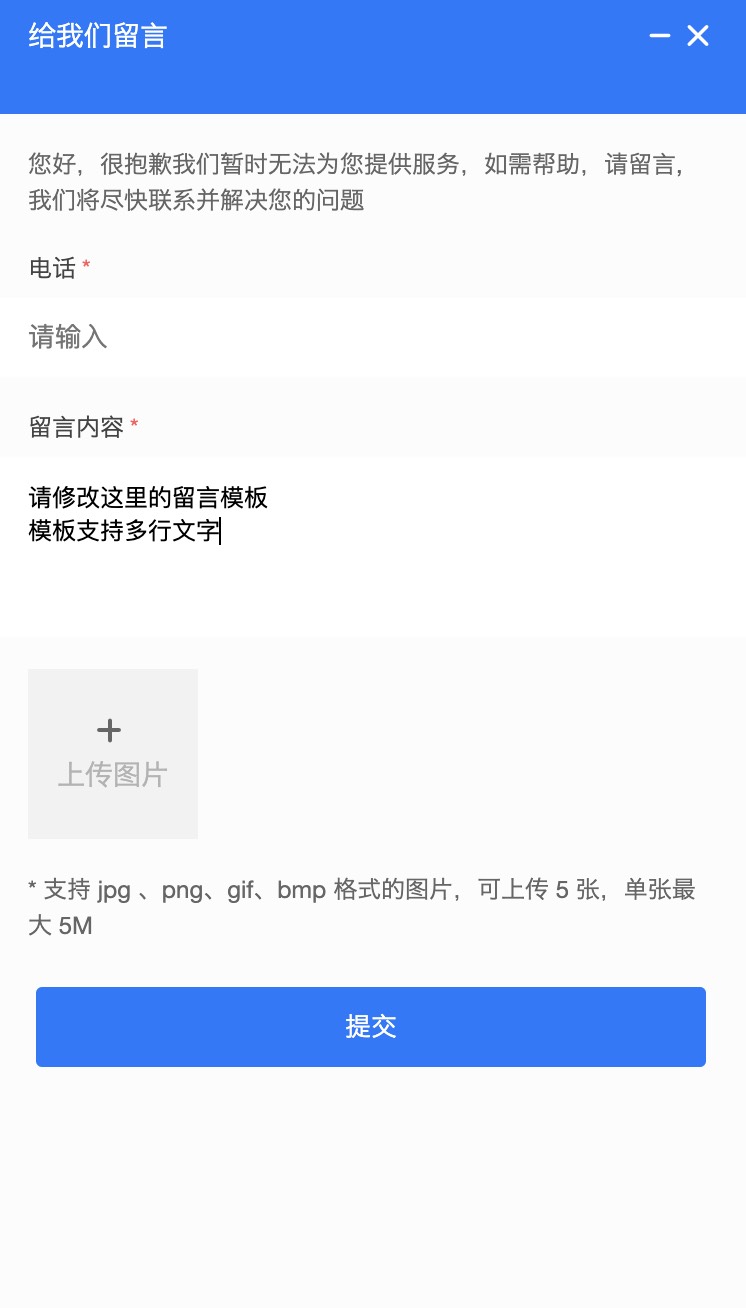 给我们留言
您好，很抱歉我们暂时无法为您提供服务，如需帮助，请留言，
我们将尽快联系并解决您的问题
电话 *
请输入
留言内容 *
请修改这里的留言模板
模板支持多行文字
上传图片
* 支持 jpg 、png、gif、bmp 格式的图片，可上传 5 张，单张最
大 5M
提交